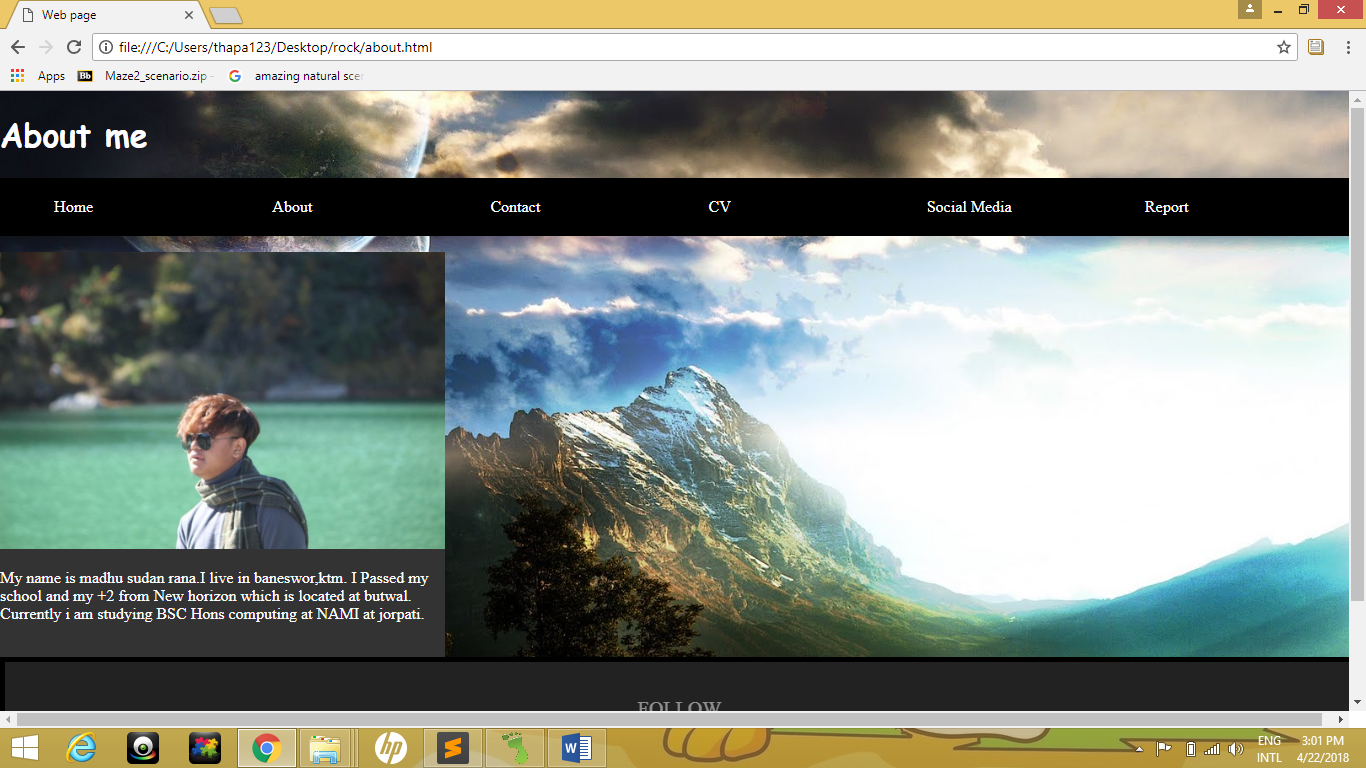 Web page
file:///C:/Users/thapa123/Desktop/rock/about.html
Apps Bb Maze2_scenario.zip - G amazing natural scer
About me
Home About Contact CV Social Media Report
My name is madhu sudan rana.I live in baneswor,ktm. I Passed my
school and my +2 from New horizon which is located at butwal.
Currently i am studying BSC Hons computing at NAMI at jorpati.
FOLLOW
hp
W
ENG 3:01 PM
INTL 4/22/2018